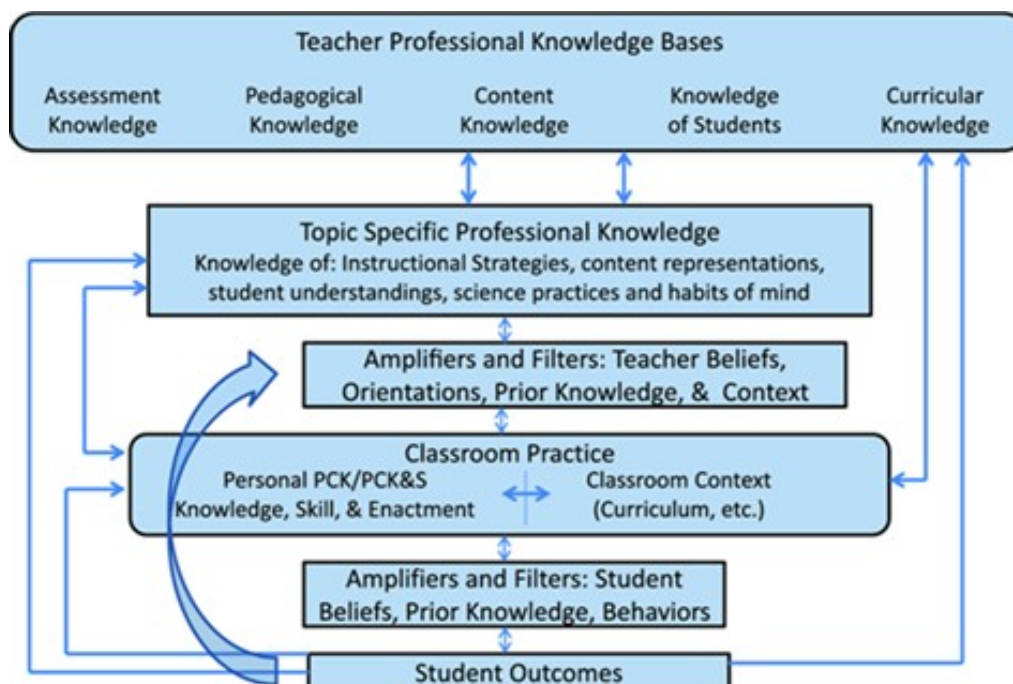 Teacher Professional Knowledge Bases
Assessment Knowledge
Pedagogical Knowledge
Content Knowledge
Knowledge of Students
Curricular Knowledge
Topic Specific Professional Knowledge
Knowledge of: Instructional Strategies, content representations,
student understandings, science practices and habits of mind
Amplifiers and Filters: Teacher Beliefs,
Orientations, Prior Knowledge, & Context
Classroom Practice
Personal PCK/PCK&S
Knowledge, Skill, & Enactment
Classroom Context
(Curriculum, etc.)
Amplifiers and Filters: Student
Beliefs, Prior Knowledge, Behaviors
Student Outcomes